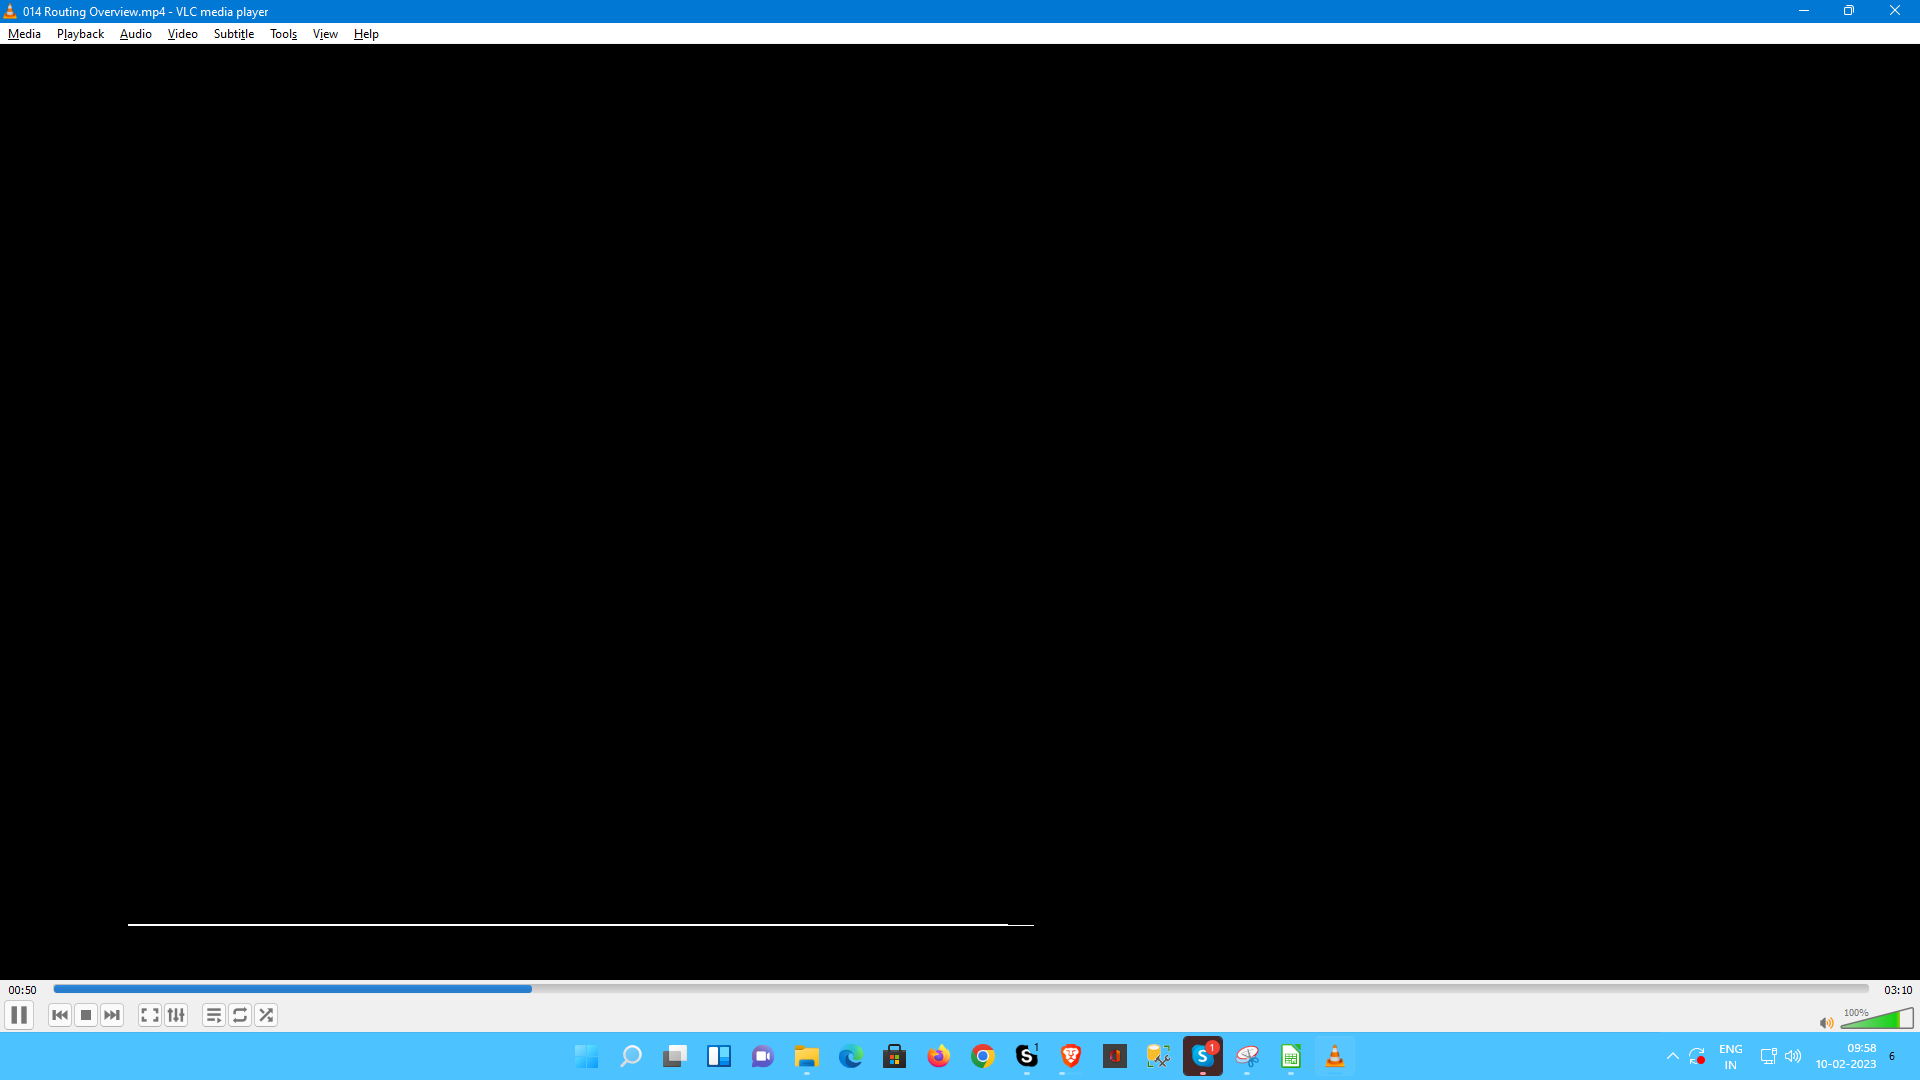 014 Routing Overview.mp4 - VLC media player
Media Playback Audio Video Subtitle Tools View Help
00:50
03:10
100%
1
S 1
ENG
IN
09:58
10-02-2023
6